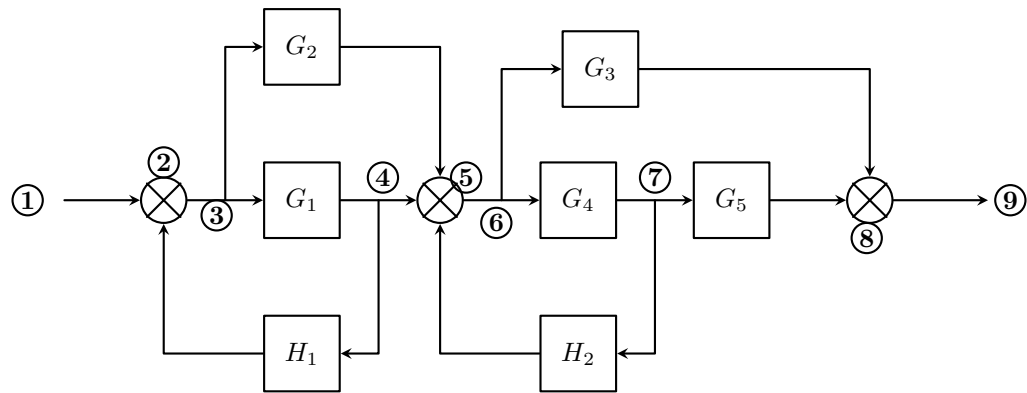 G₂
G₃
② ④ ⑤ ⑦
① G₁ G₄ G₅ ⑨
③ ⑥ ⑧
H₁ H₂